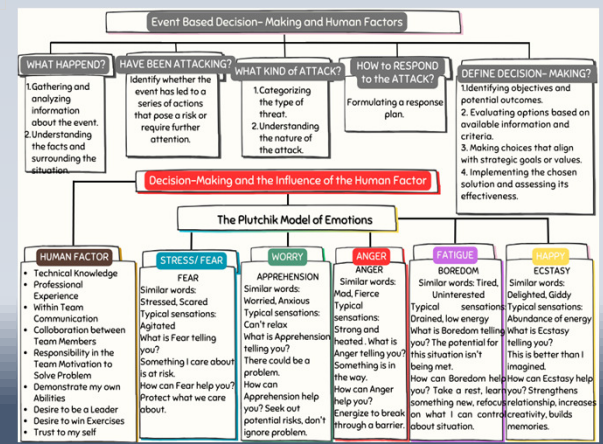 Event Based Decision- Making and Human Factors
WHAT HAPPEND?
1.Gathering and
analyzing
information
about the event.
2.Understanding
the facts and
surrounding the
situation.
HAVE BEEN ATTACKING?
Identify whether the
event has led to a
series of actions
that pose a risk or
require further
attention.
WHAT KIND of ATTACK?
1.Categorizing
the type of
threat.
2.Understanding
the nature of
the attack.
HOW to RESPOND
to the ATTACK?
Formulating a response
plan.
DEFINE DECISION- MAKING?
1.Identifying objectives and
potential outcomes.
2. Evaluating options based on
available information and
criteria.
3. Making choices that align
with strategic goals or values.
4. Implementing the chosen
solution and assessing its
effectiveness.
Decision-Making and the Influence of the Human Factor
The Plutchik Model of Emotions
HUMAN FACTOR
• Technical Knowledge
• Professional
Experience
• Within Team
Communication
• Collaboration between
Team Members
• Responsibility in the
Team Motivation to
Solve Problem
• Demonstrate my own
Abilities
• Desire to be a Leader
• Desire to win Exercises
• Trust to my self
STRESS/ FEAR
FEAR
Similar words:
Stressed, Scared
Typical sensations:
Agitated
What is Fear telling
you?
Something I care about
is at risk.
How can Fear help you?
Protect what we care
about.
WORRY
APPREHENSION
Similar words:
Worried, Anxious
Typical sensations:
Can't relax
What is Apprehension
telling you?
There could be a
problem.
How can
Apprehension help
you? Seek out
potential risks, don't
ignore problem.
ANGER
ANGER
Similar words:
Mad, Fierce
Typical
sensations:
Strong and
heated . What is
Anger telling you?
Something is in
the way.
How can Anger
help you?
Energize to break
through a barrier.
FATIGUE
BOREDOM
Similar words: Tired,
Uninterested
Typical sensations:
Drained, low energy
What is Boredom telling
you? The potential for
this situation isn't
being met.
How can Boredom help
you? Take a rest, learn
something new, refocus
on what I can control
about situation.
HAPPY
ECSTASY
Similar words:
Delighted, Giddy
Typical sensations:
Abundance of energy
What is Ecstasy
telling you?
This is better than I
imagined.
How can Ecstasy help
you? Strengthens
relationship, increases
creativity, builds
memories.